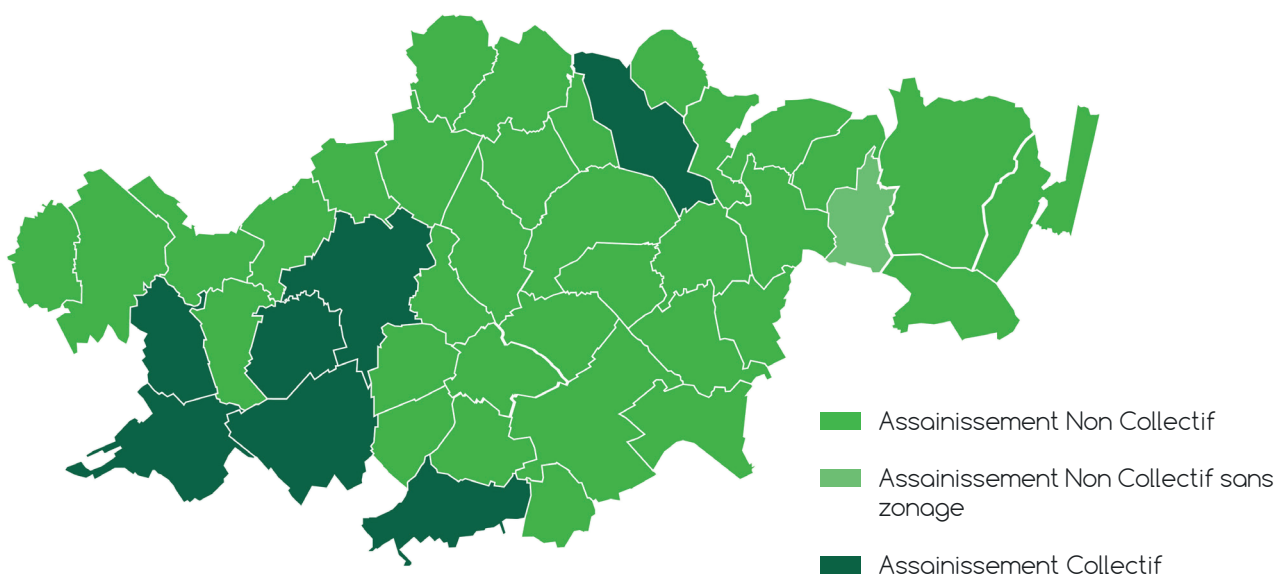 Assainissement Non Collectif
Assainissement Non Collectif sans
zonage
Assainissement Collectif